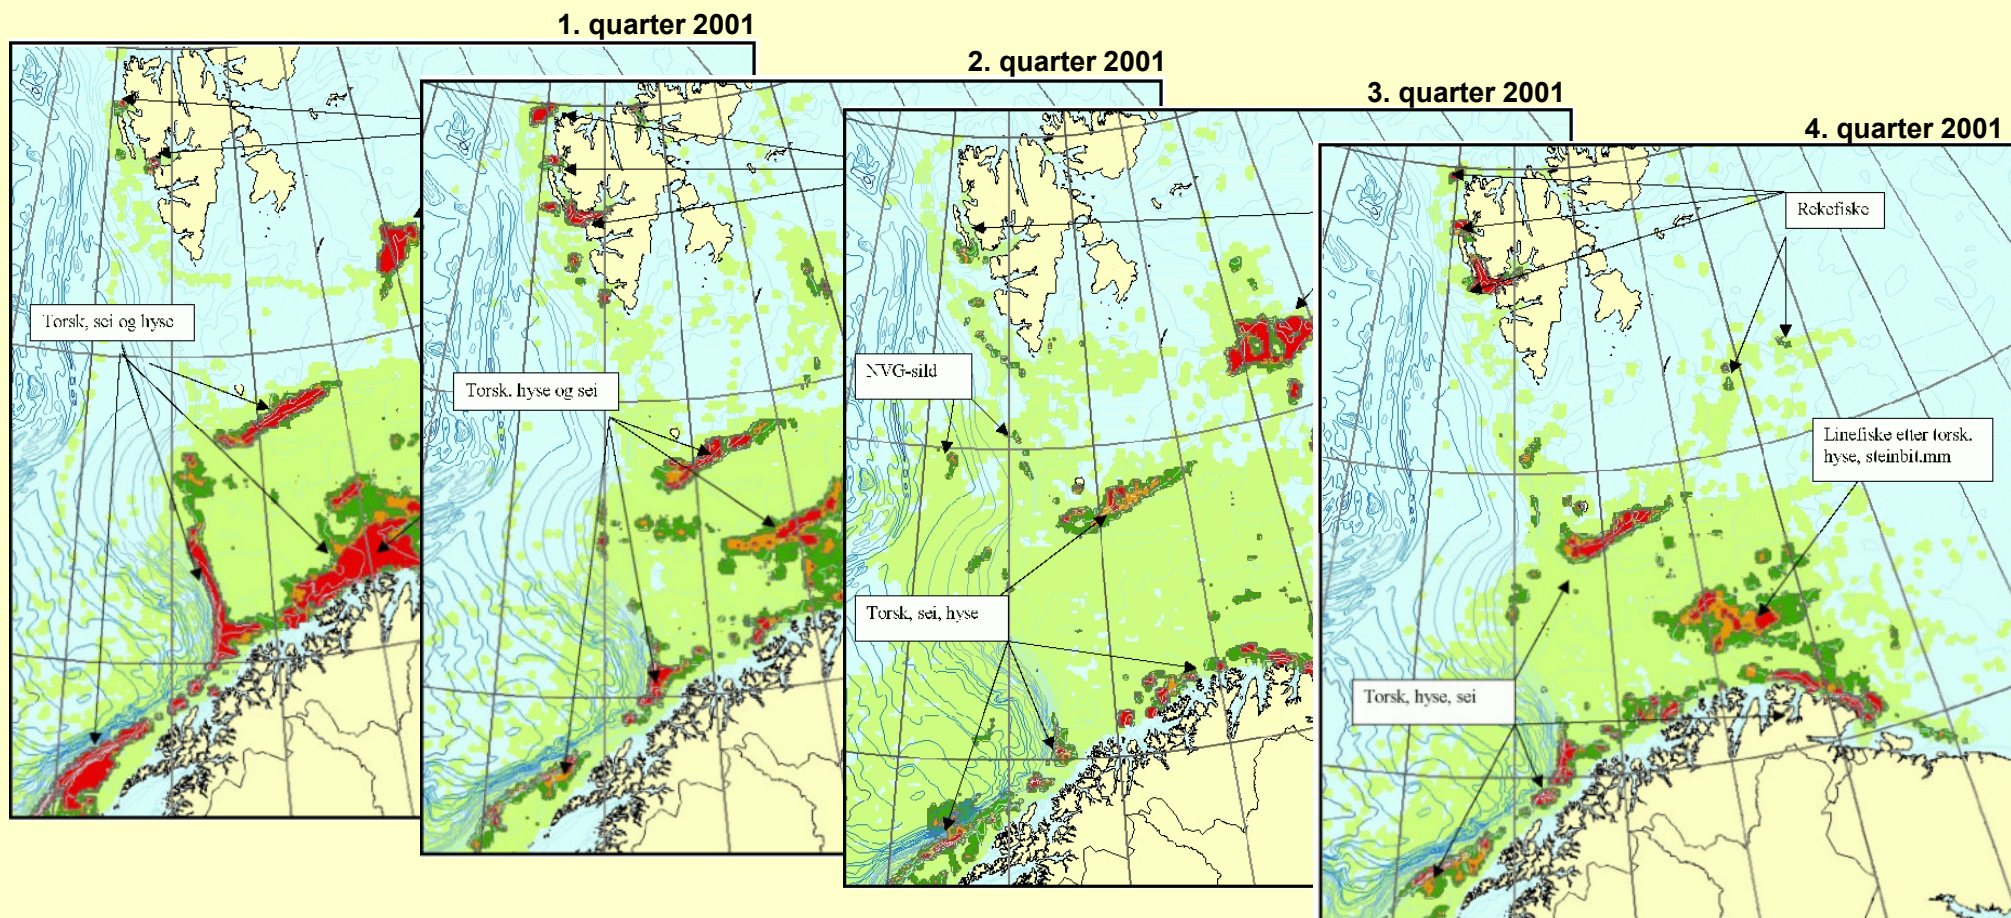 1. quarter 2001
2. quarter 2001
3. quarter 2001
4. quarter 2001
Torsk, sei og hyse
Torsk. hyse og sei
NVG-sild
Torsk, sei, hyse
Rekefiske
Linefiske etter torsk.
hyse, steinbit.mm
Torsk, hyse, sei